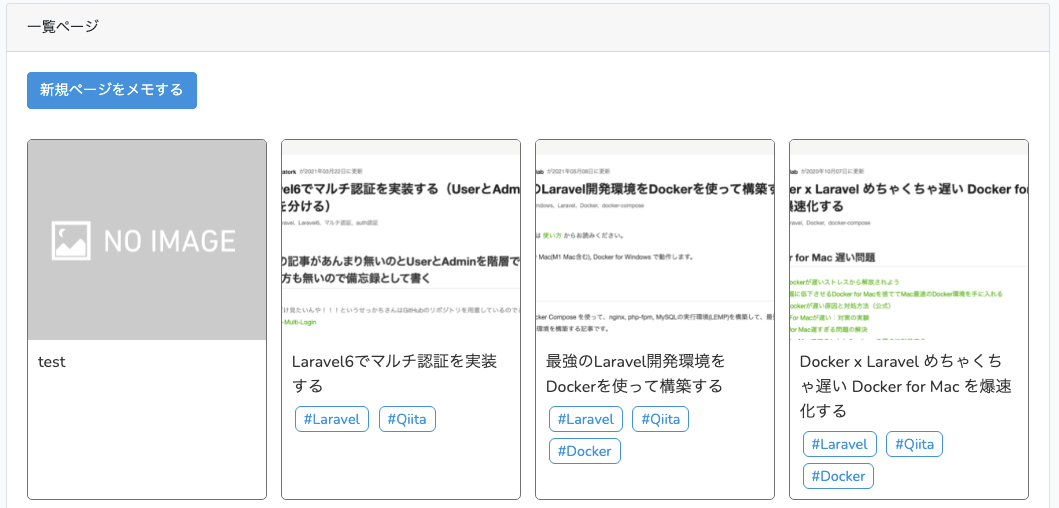 一覧ページ
新規ページをメモする
NO IMAGE
test
が2021年03月22日に更新
vel6でマルチ認証を実装する（UserとAdm
を分ける）
ravel, Laravel6, マルチ認証, auth認証
の記事があんまり無いのとUserとAdminを階層で
方も無いので備忘録として書く
け見たいんや！！！というせっかちさんはGitHubのリポジトリを用意しているので
-Multi-Login
Laravel6でマルチ認証を実装
する
#Laravel #Qiita
lab が2021年05月08日に更新
のLaravel開発環境をDockerを使って構築す
ndows, Laravel, Docker, docker-compose
は 使い方 からお読みください。
Mac(M1 Mac含む), Docker for Windows で動作します。
cker Compose を使って、nginx, php-fpm, MySQLの実行環境(LEMP)を構築して、最
環境を構築する記事です。
最強のLaravel開発環境を
Dockerを使って構築する
#Laravel #Qiita
#Docker
lab が2020年10月07日に更新
er x Laravel めちゃくちゃ遅い Docker for
爆速化する
ravel, Docker, docker-compose
r for Mac 遅い問題
ockerが遅いストレスから解放されよう
に低下させるDocker for Macを捨ててMac最速のDocker環境を手に入れる
ockerが遅い原因と対処方法（公式）
For Macが遅い：対策の実験
for Mac遅すぎる問題の解決
Docker x Laravel めちゃくち
ゃ遅い Docker for Mac を爆速
化する
#Laravel #Qiita
#Docker